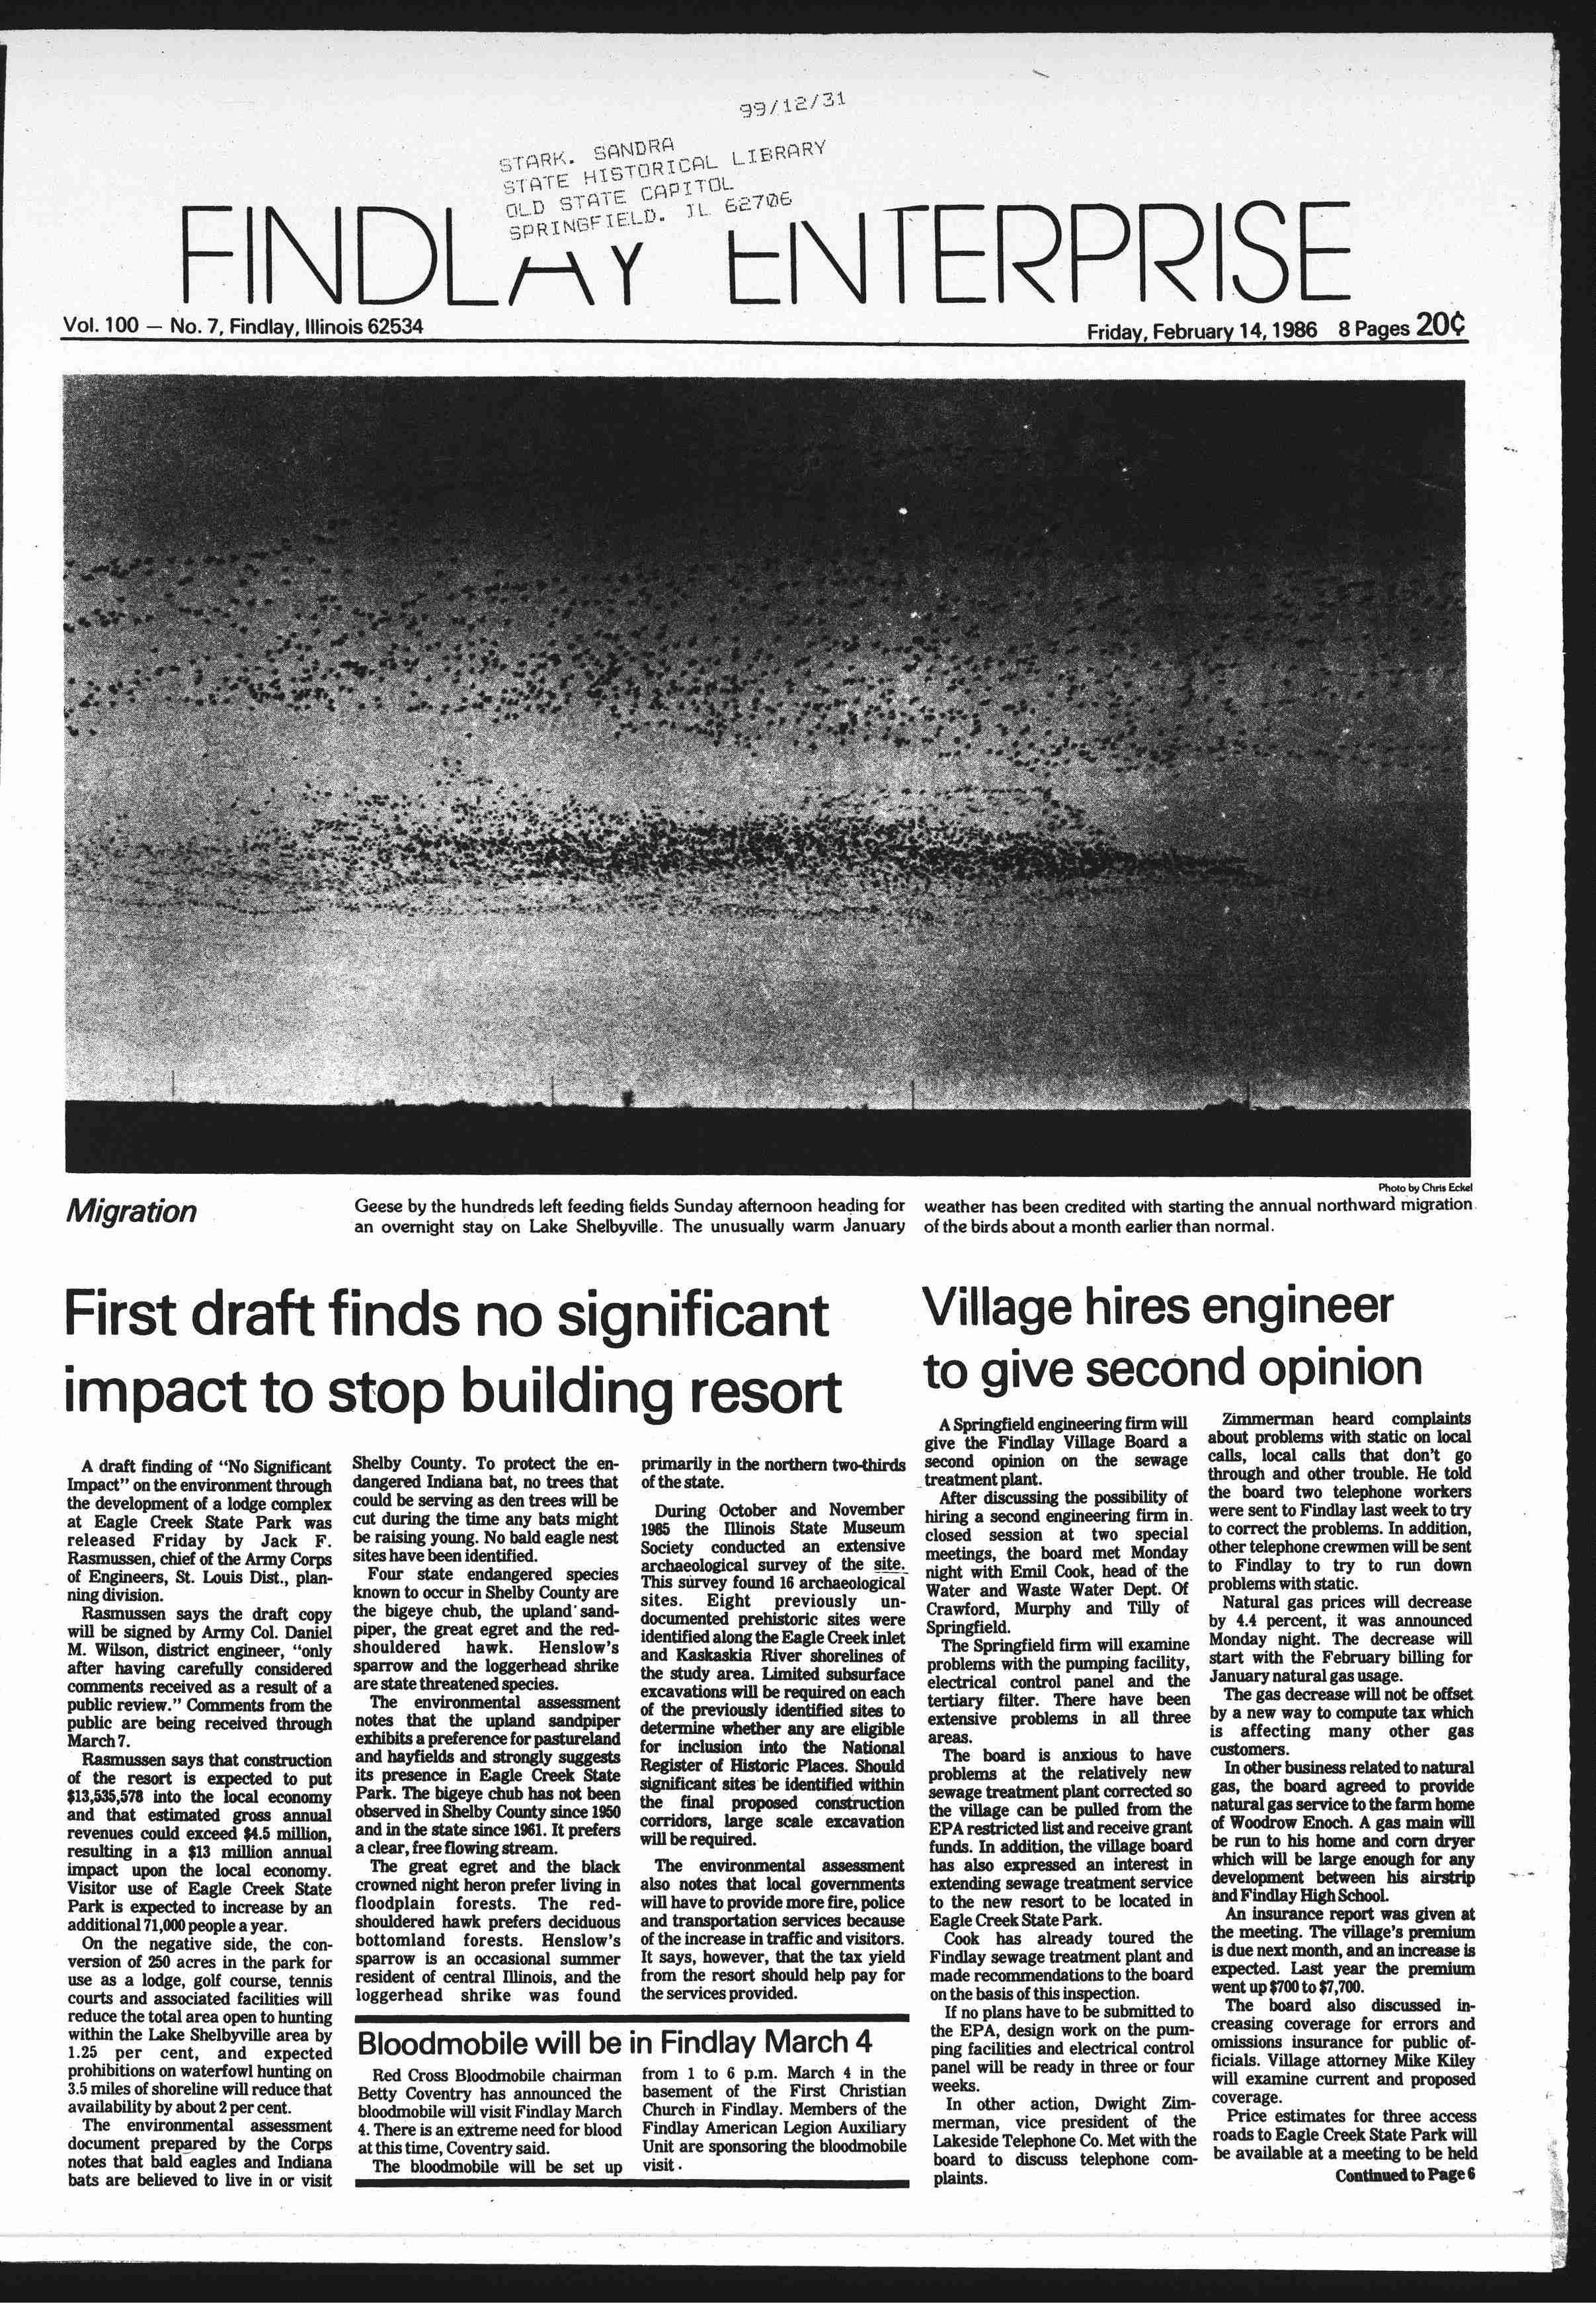 99/12/31
STARK. SANDRA
STATE HISTORICAL LIBRARY
OLD STATE CAPITOL
SPRINGFIELD. IL 62706
FINDLAY ENTERPRISE
Vol. 100 — No. 7, Findlay, Illinois 62534
Friday, February 14, 1986 8 Pages 20¢
Photo by Chris Eckel
Migration
Geese by the hundreds left feeding fields Sunday afternoon heading for
an overnight stay on Lake Shelbyville. The unusually warm January
weather has been credited with starting the annual northward migration
of the birds about a month earlier than normal.
First draft finds no significant
impact to stop building resort
A draft finding of "No Significant
Impact" on the environment through
the development of a lodge complex
at Eagle Creek State Park was
released Friday by Jack F.
Rasmussen, chief of the Army Corps
of Engineers, St. Louis Dist., plan-
ning division.
Rasmussen says the draft copy
will be signed by Army Col. Daniel
M. Wilson, district engineer, "only
after having carefully considered
comments received as a result of a
public review." Comments from the
public are being received through
March 7.
Rasmussen says that construction
of the resort is expected to put
$13,535,578 into the local economy
and that estimated gross annual
revenues could exceed $4.5 million,
resulting in a $13 million annual
impact upon the local economy.
Visitor use of Eagle Creek State
Park is expected to increase by an
additional 71,000 people a year.
On the negative side, the con-
version of 250 acres in the park for
use as a lodge, golf course, tennis
courts and associated facilities will
reduce the total area open to hunting
within the Lake Shelbyville area by
1.25 per cent, and expected
prohibitions on waterfowl hunting on
3.5 miles of shoreline will reduce that
availability by about 2 per cent.
The environmental assessment
document prepared by the Corps
notes that bald eagles and Indiana
bats are believed to live in or visit
Shelby County. To protect the en-
dangered Indiana bat, no trees that
could be serving as den trees will be
cut during the time any bats might
be raising young. No bald eagle nest
sites have been identified.
Four state endangered species
known to occur in Shelby County are
the bigeye chub, the upland sand-
piper, the great egret and the red-
shouldered hawk. Henslow's
sparrow and the loggerhead shrike
are state threatened species.
The environmental assessment
notes that the upland sandpiper
exhibits a preference for pastureland
and hayfields and strongly suggests
its presence in Eagle Creek State
Park. The bigeye chub has not been
observed in Shelby County since 1950
and in the state since 1961. It prefers
a clear, free flowing stream.
The great egret and the black
crowned night heron prefer living in
floodplain forests. The red-
shouldered hawk prefers deciduous
bottomland forests. Henslow's
sparrow is an occasional summer
resident of central Illinois, and the
loggerhead shrike was found
primarily in the northern two-thirds
of the state.
During October and November
1985 the Illinois State Museum
Society conducted an extensive
archaeological survey of the site.
This survey found 16 archaeological
sites. Eight previously un-
documented prehistoric sites were
identified along the Eagle Creek inlet
and Kaskaskia River shorelines of
the study area. Limited subsurface
excavations will be required on each
of the previously identified sites to
determine whether any are eligible
for inclusion into the National
Register of Historic Places. Should
significant sites be identified within
the final proposed construction
corridors, large scale excavation
will be required.
The environmental assessment
also notes that local governments
will have to provide more fire, police
and transportation services because
of the increase in traffic and visitors.
It says, however, that the tax yield
from the resort should help pay for
the services provided.
Bloodmobile will be in Findlay March 4
Red Cross Bloodmobile chairman
Betty Coventry has announced the
bloodmobile will visit Findlay March
4. There is an extreme need for blood
at this time, Coventry said.
The bloodmobile will be set up
from 1 to 6 p.m. March 4 in the
basement of the First Christian
Church in Findlay. Members of the
Findlay American Legion Auxiliary
Unit are sponsoring the bloodmobile
visit.
Village hires engineer
to give second opinion
A Springfield engineering firm will
give the Findlay Village Board a
second opinion on the sewage
treatment plant.
After discussing the possibility of
hiring a second engineering firm in
closed session at two special
meetings, the board met Monday
night with Emil Cook, head of the
Water and Waste Water Dept. Of
Crawford, Murphy and Tilly of
Springfield.
The Springfield firm will examine
problems with the pumping facility,
electrical control panel and the
tertiary filter. There have been
extensive problems in all three
areas.
The board is anxious to have
problems at the relatively new
sewage treatment plant corrected so
the village can be pulled from the
EPA restricted list and receive grant
funds. In addition, the village board
has also expressed an interest in
extending sewage treatment service
to the new resort to be located in
Eagle Creek State Park.
Cook has already toured the
Findlay sewage treatment plant and
made recommendations to the board
on the basis of this inspection.
If no plans have to be submitted to
the EPA, design work on the pum-
ping facilities and electrical control
panel will be ready in three or four
weeks.
In other action, Dwight Zim-
merman, vice president of the
Lakeside Telephone Co. Met with the
board to discuss telephone com-
plaints.
Zimmerman heard complaints
about problems with static on local
calls, local calls that don't go
through and other trouble. He told
the board two telephone workers
were sent to Findlay last week to try
to correct the problems. In addition,
other telephone crewmen will be sent
to Findlay to try to run down
problems with static.
Natural gas prices will decrease
by 4.4 percent, it was announced
Monday night. The decrease will
start with the February billing for
January natural gas usage.
The gas decrease will not be offset
by a new way to compute tax which
is affecting many other gas
customers.
In other business related to natural
gas, the board agreed to provide
natural gas service to the farm home
of Woodrow Enoch. A gas main will
be run to his home and corn dryer
which will be large enough for any
development between his airstrip
and Findlay High School.
An insurance report was given at
the meeting. The village's premium
is due next month, and an increase is
expected. Last year the premium
went up $700 to $7,700.
The board also discussed in-
creasing coverage for errors and
omissions insurance for public of-
ficials. Village attorney Mike Kiley
will examine current and proposed
coverage.
Price estimates for three access
roads to Eagle Creek State Park will
be available at a meeting to be held
Continued to Page 6